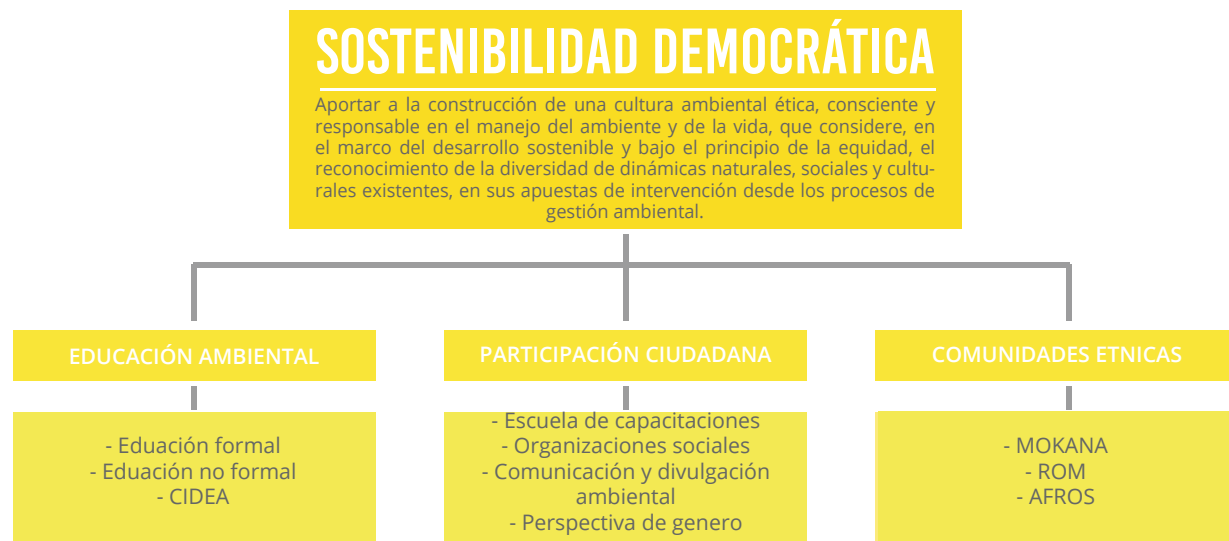 SOSTENIBILIDAD DEMOCRÁTICA
Aportar a la construcción de una cultura ambiental ética, consciente y
responsable en el manejo del ambiente y de la vida, que considere, en
el marco del desarrollo sostenible y bajo el principio de la equidad, el
reconocimiento de la diversidad de dinámicas naturales, sociales y cultu-
rales existentes, en sus apuestas de intervención desde los procesos de
gestión ambiental.
EDUCACIÓN AMBIENTAL
- Eduación formal
- Eduación no formal
- CIDEA
PARTICIPACIÓN CIUDADANA
- Escuela de capacitaciones
- Organizaciones sociales
- Comunicación y divulgación
ambiental
- Perspectiva de genero
COMUNIDADES ETNICAS
- MOKANA
- ROM
- AFROS